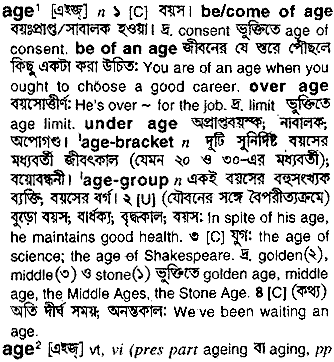 age¹ [এইজ্] n ১ [C] বয়স। be/come of age
বয়ঃপ্রাপ্ত/সাবালক হওয়া। দ্র. consent ভুক্তিতে age of
consent. be of an age জীবনের যে স্তরে পৌঁছলে
কিছু একটা করা উচিত: You are of an age when you
ought to choose a good career. over age
বয়সোত্তীর্ণ: He's over ~ for the job. দ্র. limit ভুক্তিতে
age limit. under age অপ্রাপ্তবয়স্ক; নাবালক;
অপোগণ্ড। ˈage-bracket n দুটি সুনির্দিষ্ট বয়সের
মধ্যবর্তী জীবৎকাল (যেমন ২০ ও ৩০-এর মধ্যবর্তী);
বয়োবন্ধনী। ˈage-group n একই বয়সের বহুসংখ্যক
ব্যক্তি; বয়সের বর্গ। ২ [U] (যৌবনের সঙ্গে বৈপরীত্যক্রমে)
বুড়ো বয়স; বার্ধক্য; বৃদ্ধকাল; বয়স: In spite of his age,
he maintains good health. ৩ [C] যুগ: the age of
science; the age of Shakespeare. দ্র. golden(২),
middle(৩) ও stone(১) ভুক্তিতে golden age, middle
age, the Middle Ages, the Stone Age. ৪ [C] (কথ্য)
অতি দীর্ঘ সময়; অনন্তকাল: We've been waiting an
age.
age² [এইজ্] vt, vi (pres part ageing বা aging, pp